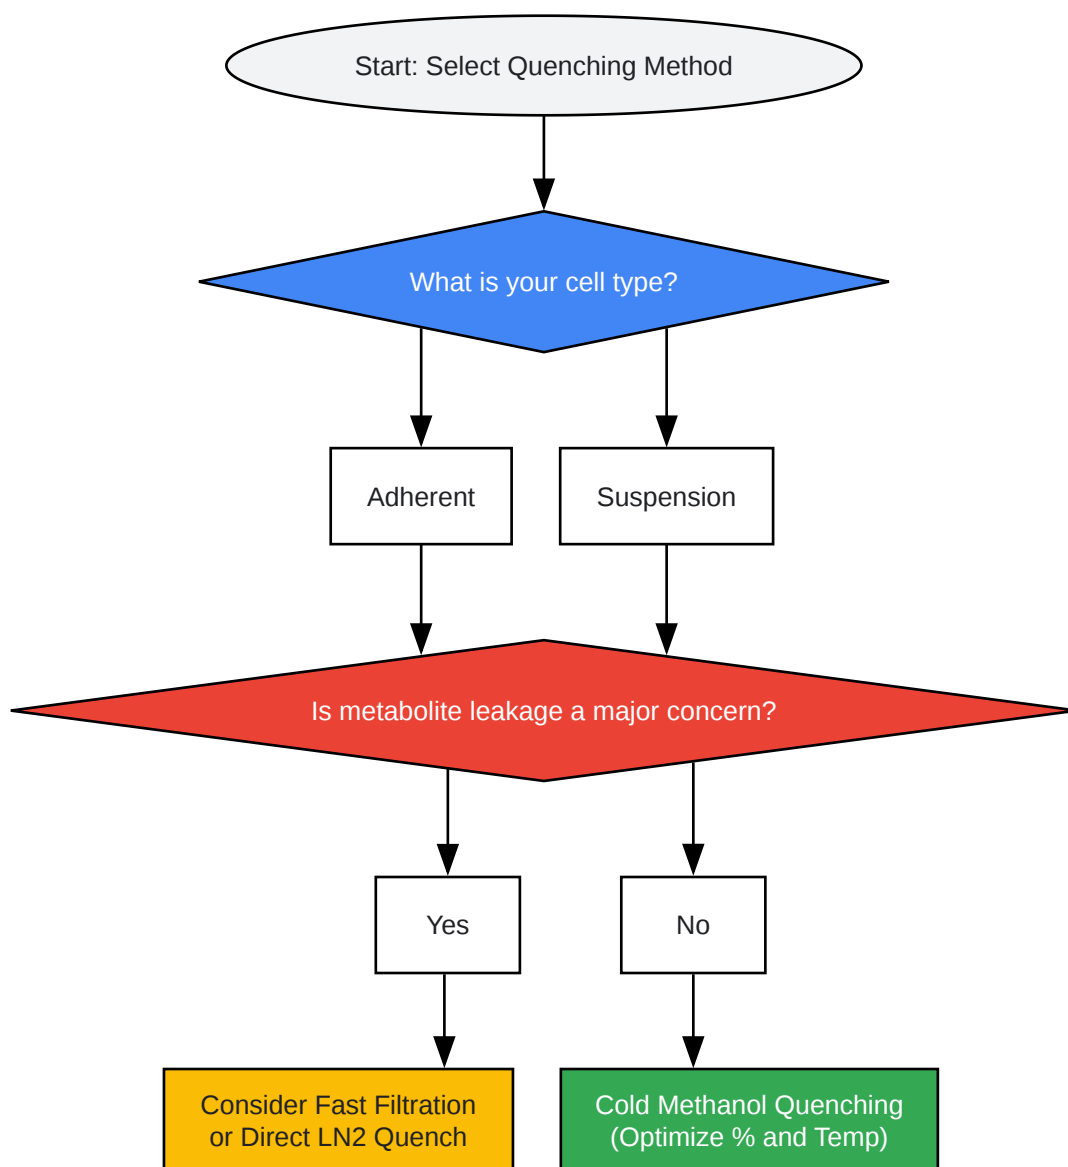 Start: Select Quenching Method
What is your cell type?
Adherent
Suspension
Is metabolite leakage a major concern?
Yes
No
Consider Fast Filtration
or Direct LN2 Quench
Cold Methanol Quenching
(Optimize % and Temp)